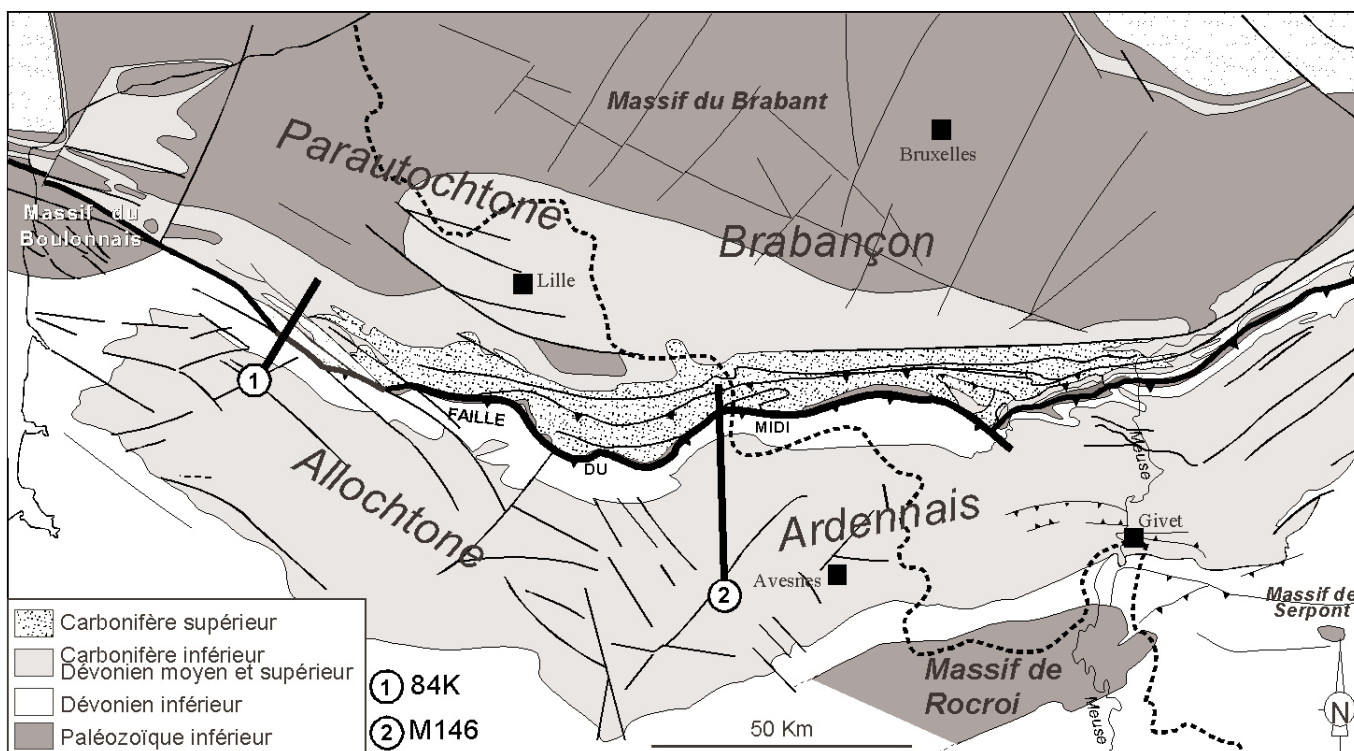 Massif du Brabant
Bruxelles
Parautochtone
Brabançon
Massif du
Boulonnais
Lille
1
FAILLE
DU
MIDI
Meuse
Allochtone
Ardennais
Givet
Avesnes
2
Massif de
Serpont
Massif de
Rocroi
Meuse
Carbonifère supérieur
Carbonifère inférieur
Dévonien moyen et supérieur
Dévonien inférieur
Paléozoïque inférieur
1 84K
2 M146
50 Km
N